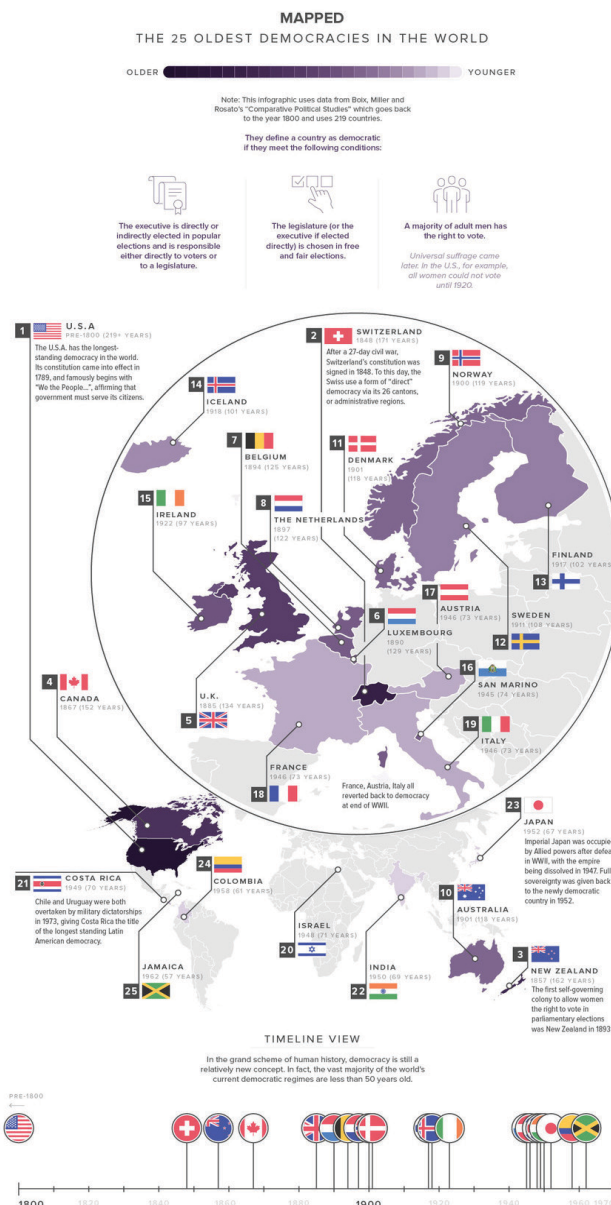 MAPPED
THE 25 OLDEST DEMOCRACIES IN THE WORLD
OLDER
YOUNGER
Note: This infographic uses data from Boix, Miller and
Rosato's "Comparative Political Studies" which goes back
to the year 1800 and uses 219 countries.
They define a country as democratic
if they meet the following conditions:
The executive is directly or
indirectly elected in popular
elections and is responsible
either directly to voters or
to a legislature.
The legislature (or the
executive if elected
directly) is chosen in free
and fair elections.
A majority of adult men has
the right to vote.
Universal suffrage came
later. In the U.S., for example,
all women could not vote
until 1920.
1
U.S.A
PRE-1800 (219+ YEARS)
The U.S.A. has the longest-
standing democracy in the world.
Its constitution came into effect in
1789, and famously begins with
"We the People...", affirming that
government must serve its citizens.
2
SWITZERLAND
1848 (171 YEARS)
After a 27-day civil war,
Switzerland's constitution was
signed in 1848. To this day, the
Swiss use a form of "direct"
democracy via its 26 cantons,
or administrative regions.
9
NORWAY
1900 (119 YEARS)
14
ICELAND
1918 (101 YEARS)
7
BELGIUM
1894 (125 YEARS)
11
DENMARK
1901
(118 YEARS)
15
IRELAND
1922 (97 YEARS)
8
THE NETHERLANDS
1897
(122 YEARS)
FINLAND
1917 (102 YEARS)
13
17
AUSTRIA
1946 (73 YEARS)
6
LUXEMBOURG
1890
(129 YEARS)
SWEDEN
1911 (108 YEARS)
12
16
SAN MARINO
1945 (74 YEARS)
4
CANADA
1867 (152 YEARS)
U.K.
1885 (134 YEARS)
5
19
ITALY
1946 (73 YEARS)
FRANCE
1946 (73 YEARS)
18
France, Austria, Italy all
reverted back to democracy
at end of WWII.
23
JAPAN
1952 (67 YEARS)
Imperial Japan was occupied
by Allied powers after defeat
in WWII, with the empire
being dissolved in 1947. Full
sovereignty was given back
to the newly democratic
country in 1952.
21
COSTA RICA
1949 (70 YEARS)
Chile and Uruguay were both
overtaken by military dictatorships
in 1973, giving Costa Rica the title
of the longest standing Latin
American democracy.
24
COLOMBIA
1958 (61 YEARS)
10
AUSTRALIA
1901 (118 YEARS)
ISRAEL
1948 (71 YEARS)
20
JAMAICA
1962 (57 YEARS)
25
INDIA
1950 (69 YEARS)
22
3
NEW ZEALAND
1857 (162 YEARS)
The first self-governing
colony to allow women
the right to vote in
parliamentary elections
was New Zealand in 1893.
TIMELINE VIEW
In the grand scheme of human history, democracy is still a
relatively new concept. In fact, the vast majority of the world's
current democratic regimes are less than 50 years old.
PRE-1800
1800 1820 1840 1860 1880 1900 1920 1940 1960 1970